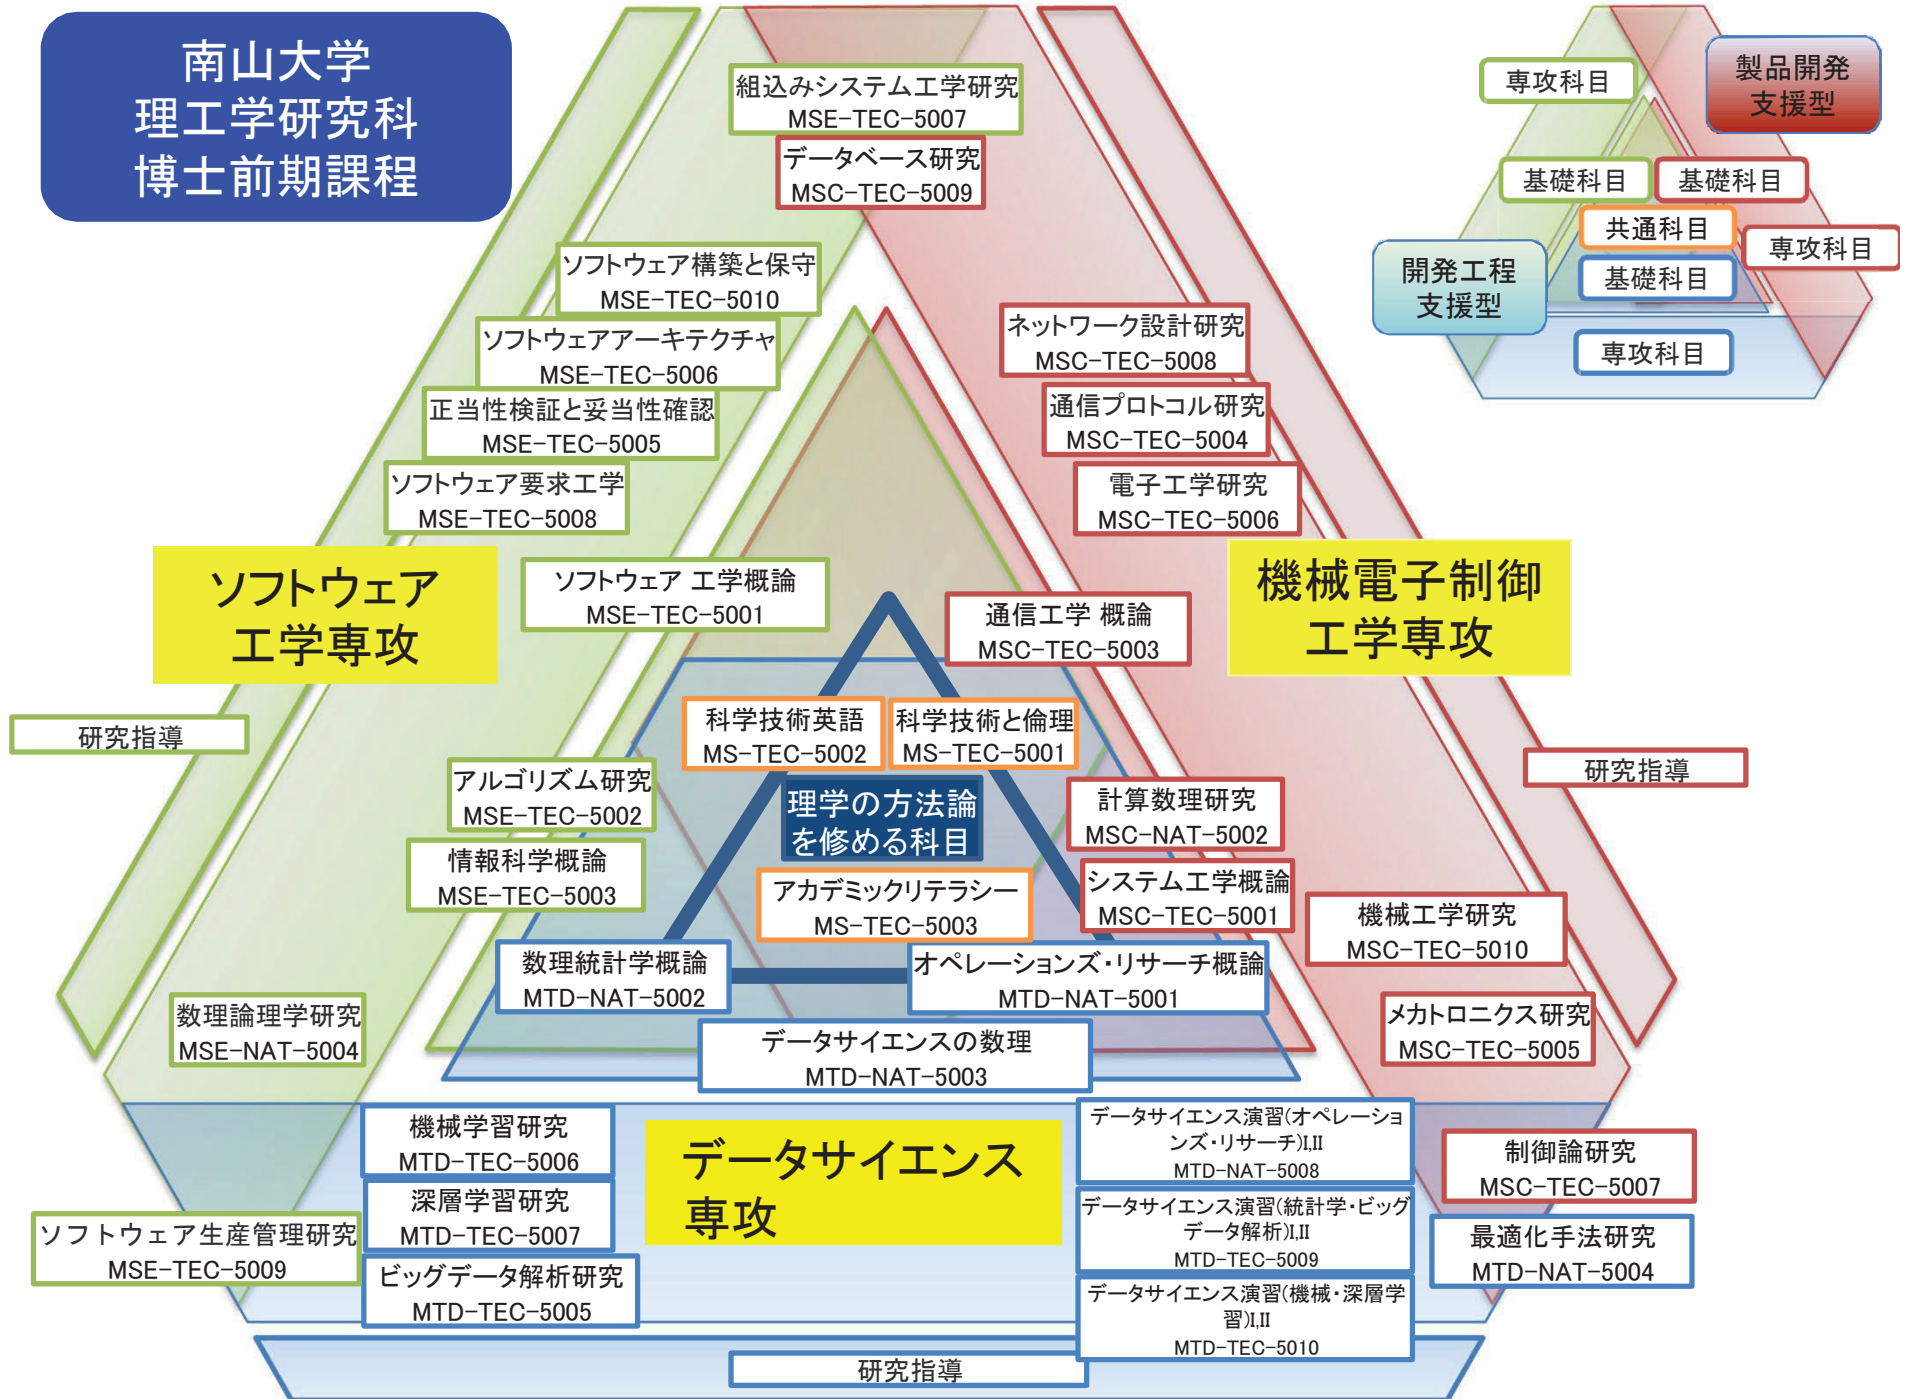 南山大学
理工学研究科
博士前期課程
組込みシステム工学研究
MSE-TEC-5007
データベース研究
MSC-TEC-5009
専攻科目
製品開発
支援型
基礎科目
基礎科目
共通科目
専攻科目
開発工程
支援型
基礎科目
専攻科目
ソフトウェア構築と保守
MSE-TEC-5010
ソフトウェアアーキテクチャ
MSE-TEC-5006
正当性検証と妥当性確認
MSE-TEC-5005
ソフトウェア要求工学
MSE-TEC-5008
ネットワーク設計研究
MSC-TEC-5008
通信プロトコル研究
MSC-TEC-5004
電子工学研究
MSC-TEC-5006
ソフトウェア
工学専攻
ソフトウェア 工学概論
MSE-TEC-5001
通信工学 概論
MSC-TEC-5003
機械電子制御
工学専攻
研究指導
科学技術英語
MS-TEC-5002
科学技術と倫理
MS-TEC-5001
研究指導
アルゴリズム研究
MSE-TEC-5002
理学の方法論
を修める科目
計算数理研究
MSC-NAT-5002
情報科学概論
MSE-TEC-5003
アカデミックリテラシー
MS-TEC-5003
システム工学概論
MSC-TEC-5001
機械工学研究
MSC-TEC-5010
数理統計学概論
MTD-NAT-5002
オペレーションズ・リサーチ概論
MTD-NAT-5001
数理論理学研究
MSE-NAT-5004
データサイエンスの数理
MTD-NAT-5003
メカトロニクス研究
MSC-TEC-5005
機械学習研究
MTD-TEC-5006
深層学習研究
MTD-TEC-5007
ビッグデータ解析研究
MTD-TEC-5005
ソフトウェア生産管理研究
MSE-TEC-5009
データサイエンス
専攻
データサイエンス演習(オペレーショ
ンズ・リサーチ)I,II
MTD-NAT-5008
データサイエンス演習(統計学・ビッグ
データ解析)I,II
MTD-TEC-5009
データサイエンス演習(機械・深層学
習)I,II
MTD-TEC-5010
制御論研究
MSC-TEC-5007
最適化手法研究
MTD-NAT-5004
研究指導